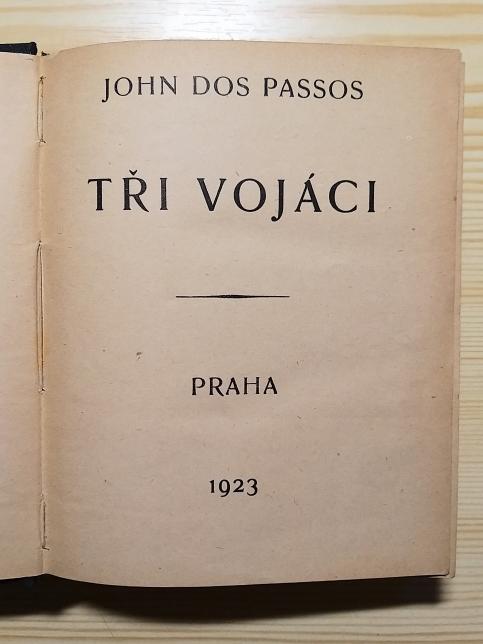 JOHN DOS PASSOS
TŘI VOJÁCI
PRAHA
1923